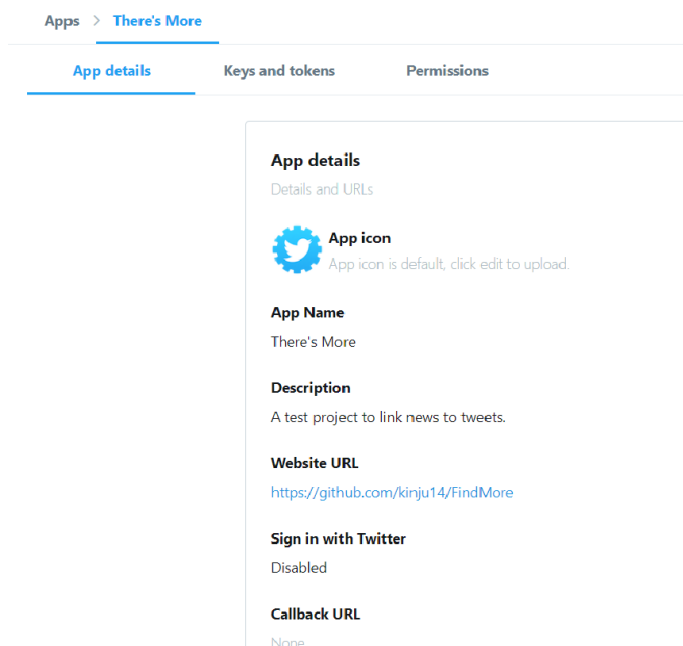 Apps > There's More
App details Keys and tokens Permissions
App details
Details and URLs
App icon
App icon is default, click edit to upload.
App Name
There's More
Description
A test project to link news to tweets.
Website URL
https://github.com/kinju14/FindMore
Sign in with Twitter
Disabled
Callback URL
None